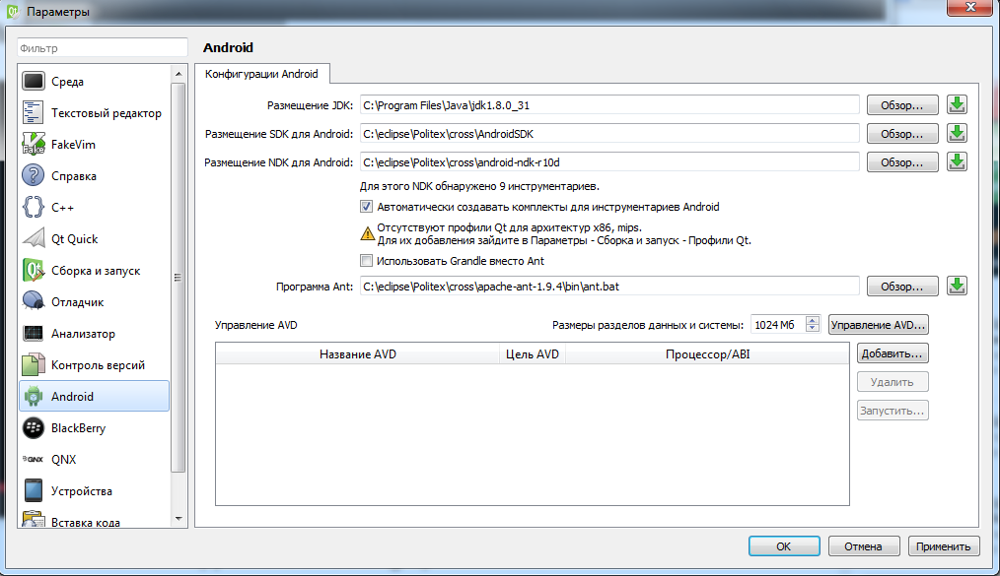 Параметры
Фильтр
Среда
Текстовый редактор
FakeVim
Справка
C++
Qt Quick
Сборка и запуск
Отладчик
Анализатор
Контроль версий
Android
BlackBerry
QNX
Устройства
Вставка кода
Android
Конфигурации Android
Размещение JDK: C:\Program Files\Java\jdk1.8.0_31 Обзор...
Размещение SDK для Android: C:\eclipse\Politex\cross\AndroidSDK Обзор...
Размещение NDK для Android: C:\eclipse\Politex\cross\android-ndk-r10d Обзор...
Для этого NDK обнаружено 9 инструментариев.
Автоматически создавать комплекты для инструментариев Android
Отсутствуют профили Qt для архитектур x86, mips.
Для их добавления зайдите в Параметры - Сборка и запуск - Профили Qt.
Использовать Grandle вместо Ant
Программа Ant: C:\eclipse\Politex\cross\apache-ant-1.9.4\bin\ant.bat Обзор...
Управление AVD Размеры разделов данных и системы: 1024 Мб Управление AVD...
Название AVD Цель AVD Процессор/ABI
Добавить...
Удалить
Запустить...
OK Отмена Применить